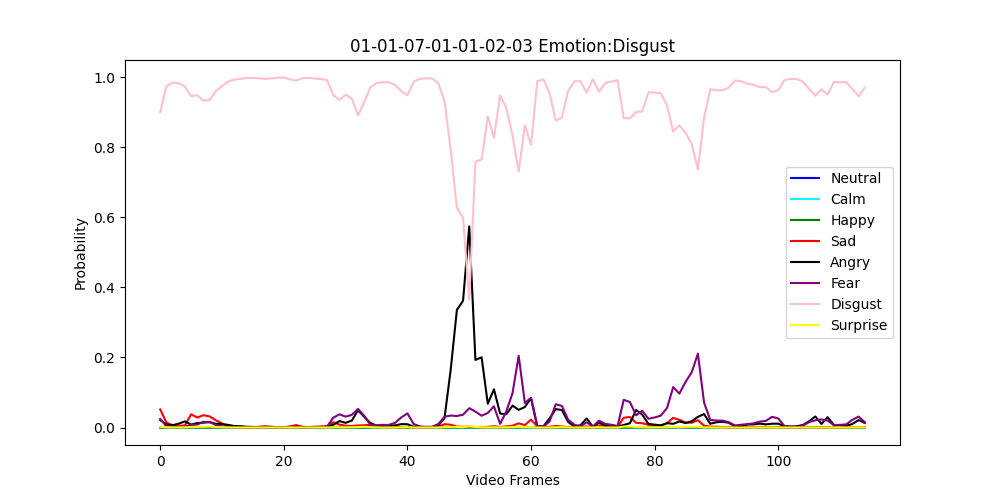 01-01-07-01-01-02-03 Emotion:Disgust
1.0
0.8
0.6
0.4
0.2
0.0
Probability
0 20 40 60 80 100
Video Frames
Neutral
Calm
Happy
Sad
Angry
Fear
Disgust
Surprise